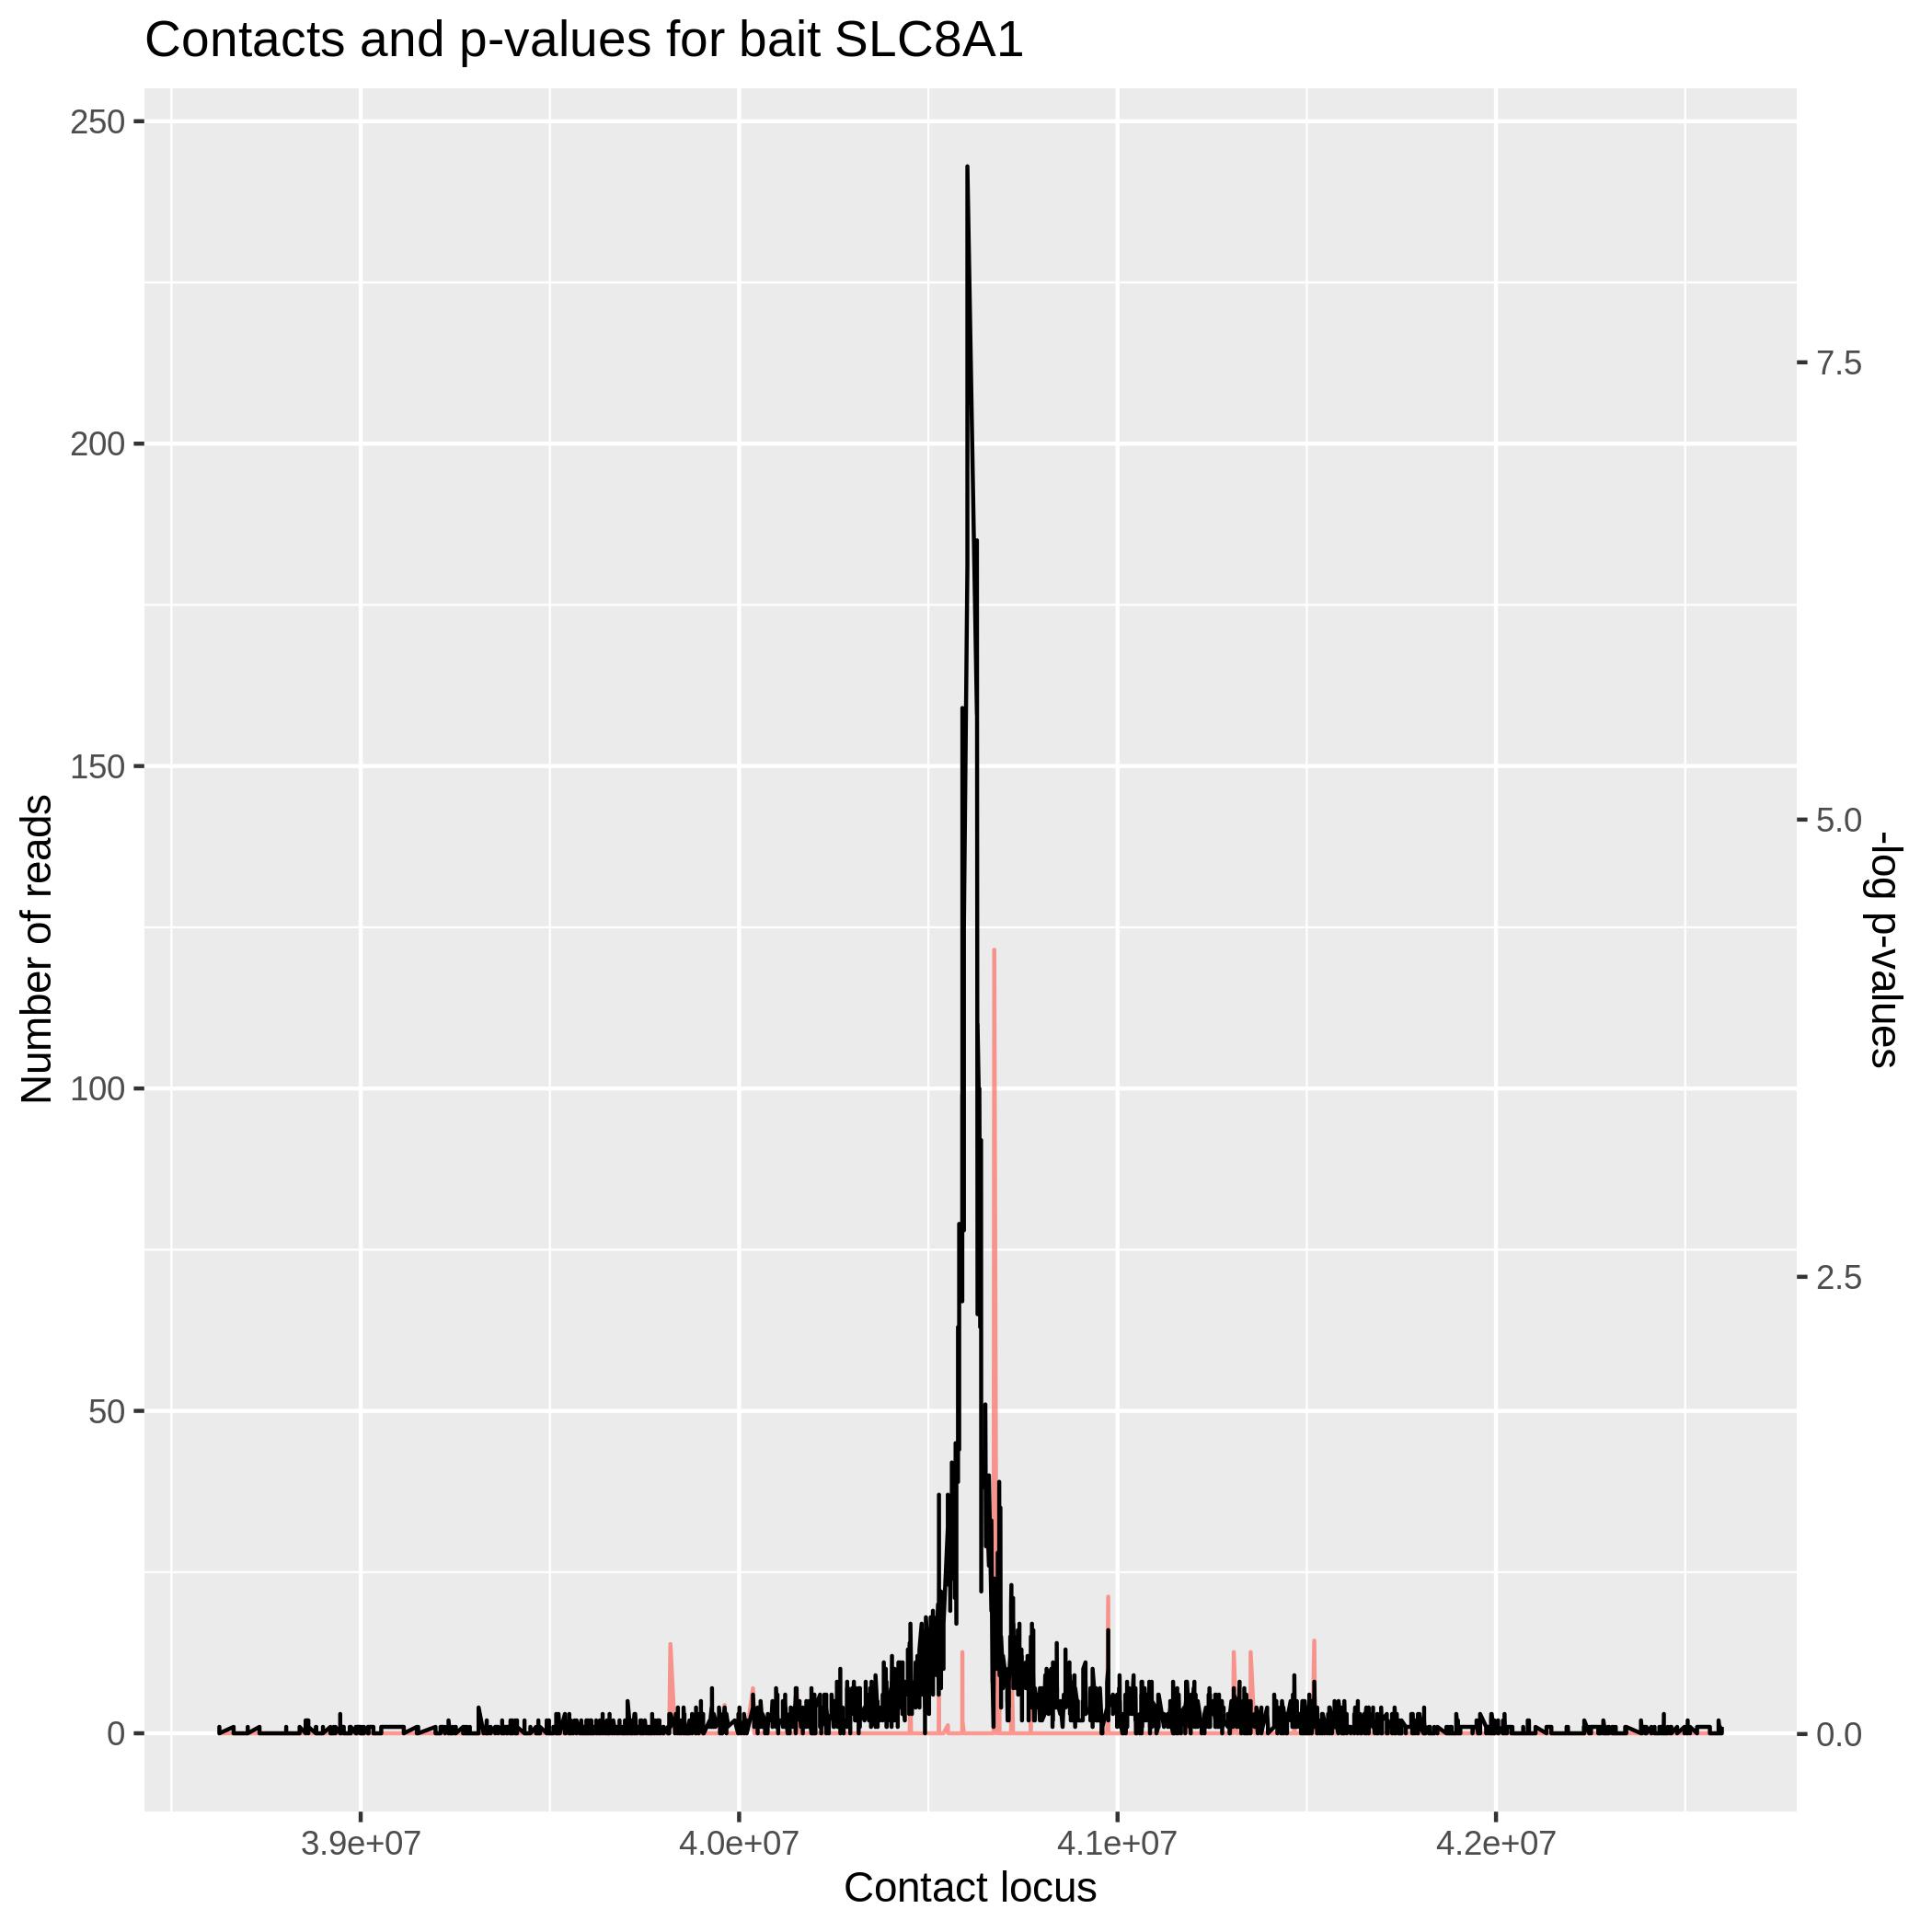 Contacts and p-values for bait SLC8A1
250
200
150
100
50
0
Number of reads
7.5
5.0
2.5
0.0
-log p-values
3.9e+07
4.0e+07
4.1e+07
4.2e+07
Contact locus